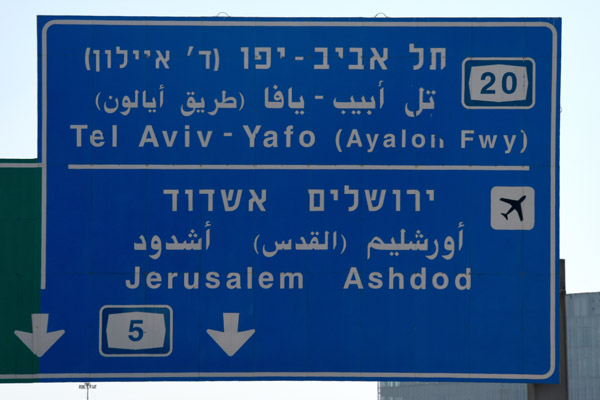 תל אביב - יפו (ד' איילון)
20
تل أبيب - يافا (طريق أيالون)
Tel Aviv - Yafo (Ayalon Fwy)
ירושלים אשדוד
أورشليم (القدس) أشدود
Jerusalem Ashdod
5